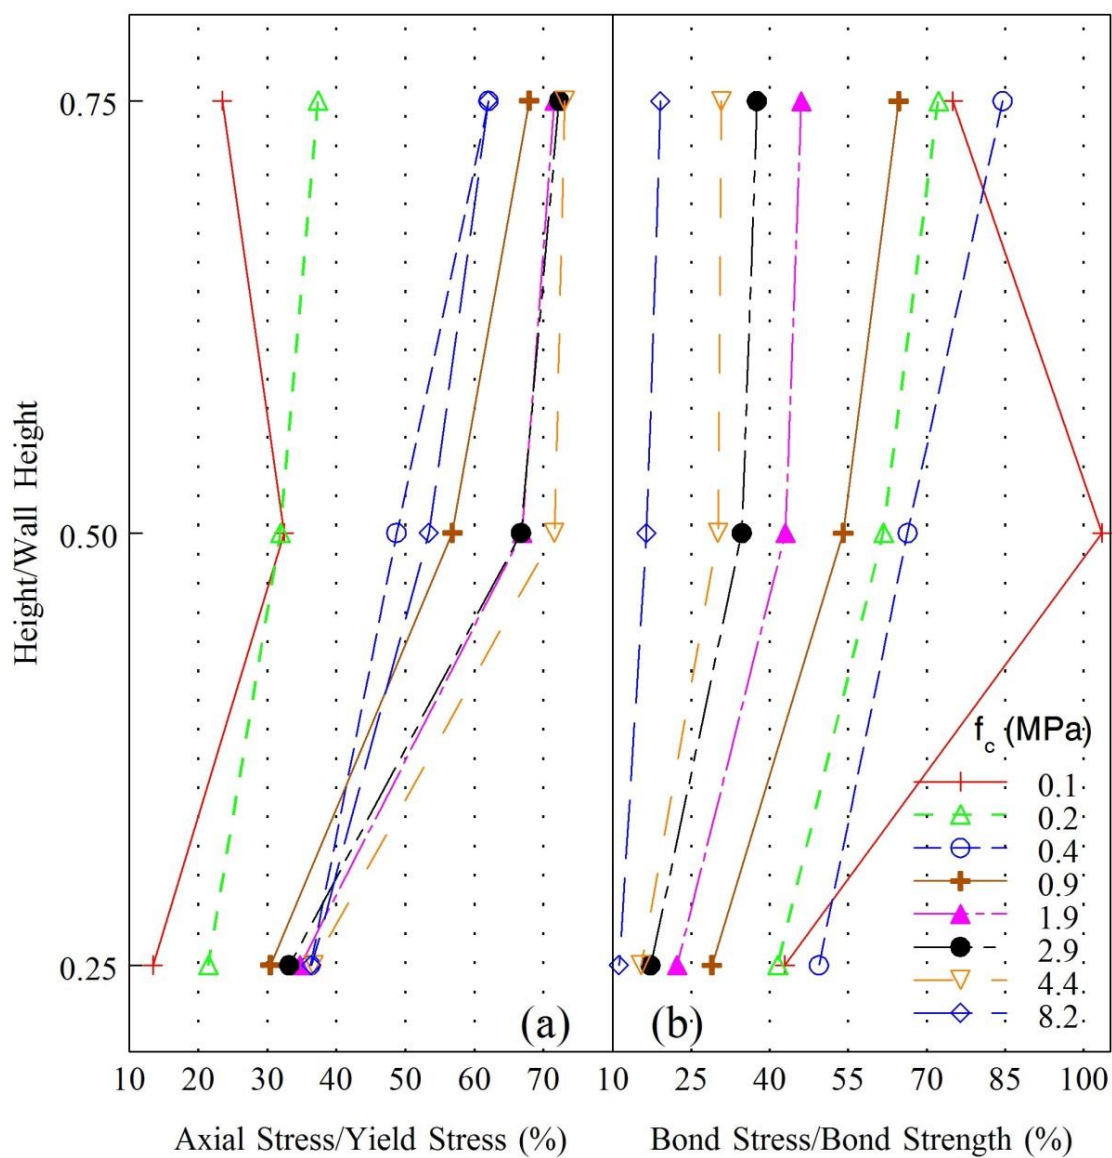 0.75
0.50
0.25
Height/Wall Height
(a)
(b)
f_c (MPa)
0.1
0.2
0.4
0.9
1.9
2.9
4.4
8.2
10 20 30 40 50 60 70 10 25 40 55 70 85 100
Axial Stress/Yield Stress (%)
Bond Stress/Bond Strength (%)